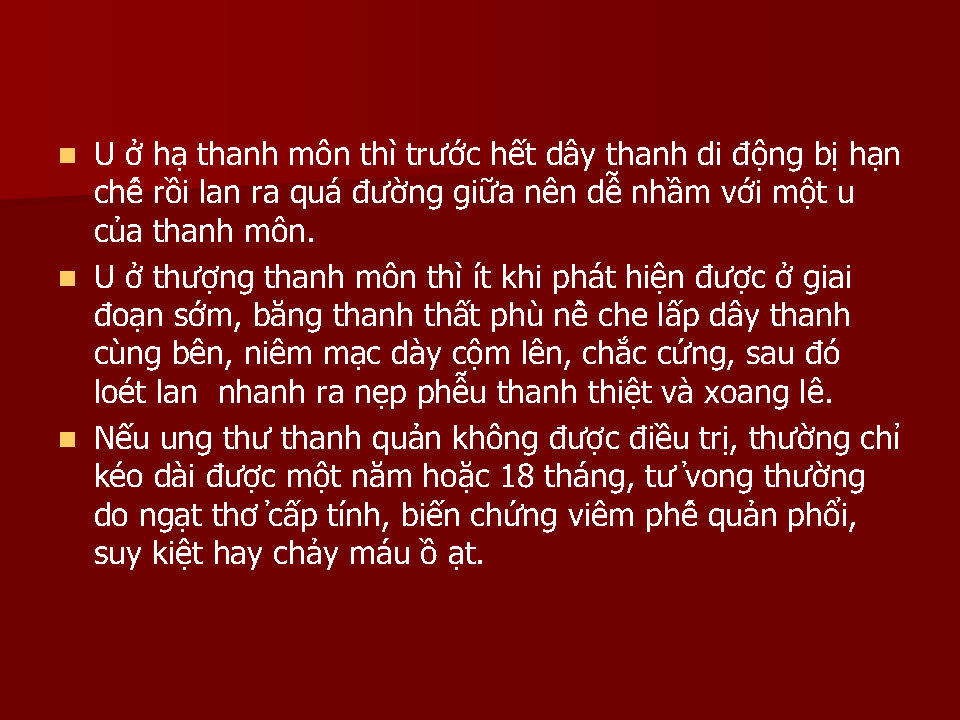 U ở hạ thanh môn thì trước hết dây thanh di động bị hạn
chế rồi lan ra quá đường giữa nên dễ nhầm với một u
của thanh môn.
U ở thượng thanh môn thì ít khi phát hiện được ở giai
đoạn sớm, băng thanh thất phù nề che lấp dây thanh
cùng bên, niêm mạc dày cộm lên, chắc cứng, sau đó
loét lan  nhanh ra nẹp phễu thanh thiệt và xoang lê.
Nếu ung thư thanh quản không được điều trị, thường chỉ
kéo dài được một năm hoặc 18 tháng, tử vong thường
do ngạt thở cấp tính, biến chứng viêm phế quản phổi,
suy kiệt hay chảy máu ồ ạt.